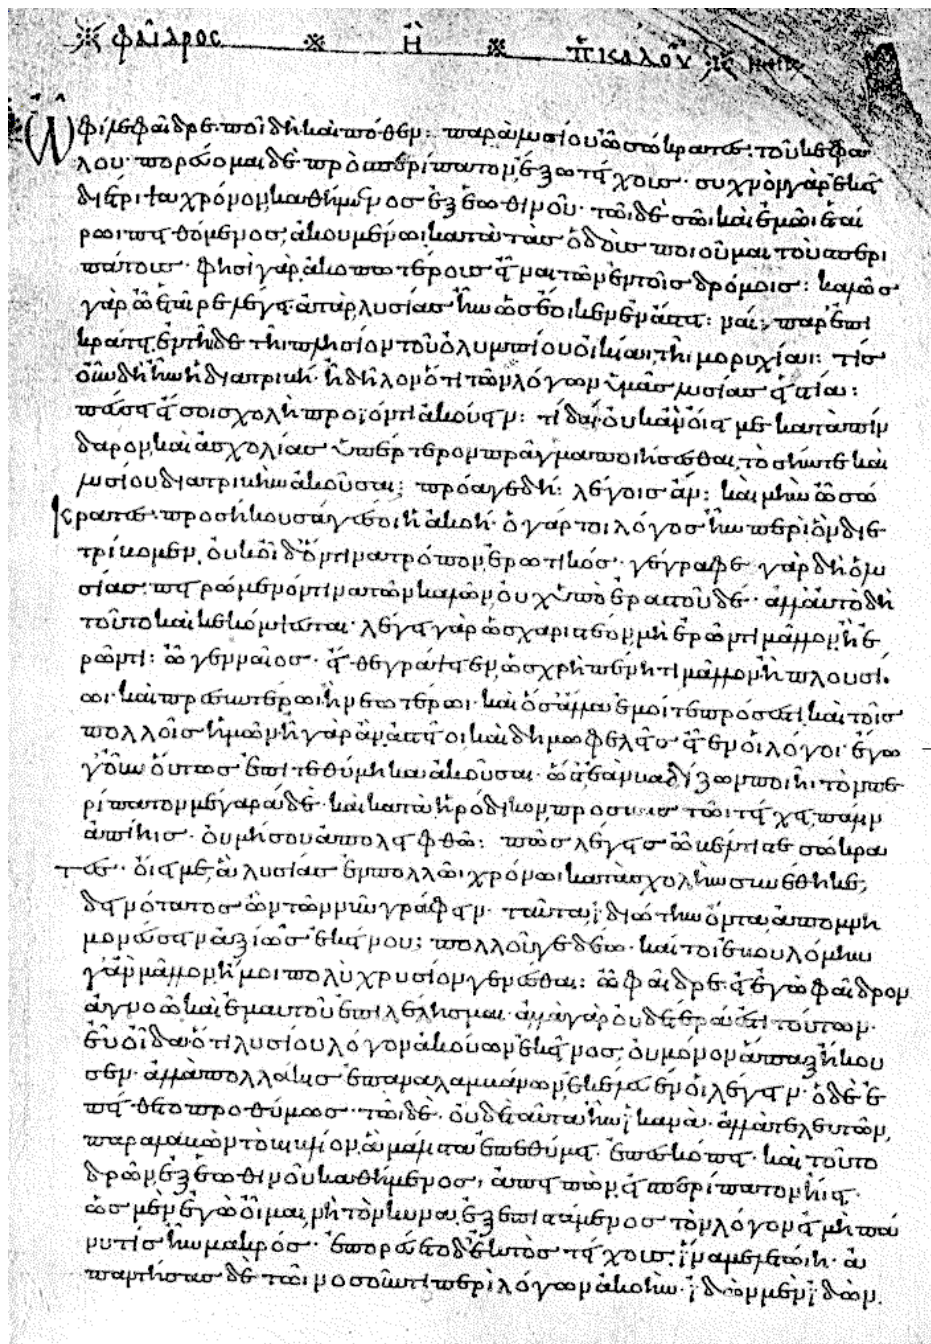 φαῖδρος ἢ π καλοῦ
Ὦ φίλε φαῖδρε· ποῖ δὴ καὶ πόθεν: παρὰ λυσίου ὦ σώκρατες· τοῦ κεφά
λου· πορεύομαι δὲ πρὸς περίπατον ἔξω τείχους· συχνὸν γὰρ ἐκεῖ
διέτριψα χρόνον καθήμενος ἐξ ἑωθινοῦ· τῶι δὲ σῶι καὶ ἐμῶι ἑταί
ρωι πειθόμενος, ἀκουμενῶι κατὰ τὰς ὁδοὺς ποιοῦμαι τοὺς περι
πάτους· φησὶ γὰρ ἀκοπωτέρους εἶναι τῶν ἐν τοῖς δρόμοις: καλῶς
γὰρ ὦ ἑταῖρε λέγει· ἀτὰρ λυσίας ἦν ὡς ἔοικεν ἐν ἄστει: ναί· παρ' ἐπι
κράτει ἐν τῆιδε τῆι πλησίον τοῦ ὀλυμπίου οἰκίαι τῆι μορυχίαι: τίς
οὖν δὴ ἦν ἡ διατριβή· ἢ δῆλον ὅτι τῶν λόγων ὑμᾶς λυσίας εἱστία:
πεύσει εἴ σοι σχολὴ προϊόντι ἀκούειν: τί δαί, οὐκ ἂν οἴει με κατὰ πίν
δαρον, καὶ ἀσχολίας ὑπέρτερον πρᾶγμα ποιήσεσθαι, τὸ σήν τε καὶ
λυσίου διατριβὴν ἀκοῦσαι; πρόαγε δή: λέγοις ἄν: καὶ μὴν ὦ σώ
κρατες· προσήκουσά γέ σοι ἡ ἀκοή· ὁ γάρ τοι λόγος ἦν περὶ ὃν διε
τρίβομεν, οὐκ οἶδ' ὅντινα τρόπον ἐρωτικός· γέγραφε γὰρ δὴ ὁ λυ
σίας πειρώμενόν τινα τῶν καλῶν, οὐχ ὑπ' ἐραστοῦ δέ· ἀλλ' αὐτὸ δὴ
τοῦτο καὶ κεκόμψευται· λέγει γὰρ ὡς χαριστέον, μὴ ἐρῶντι μᾶλλον, ἢ ἐ
ρῶντι: ὦ γενναῖος· εἴθε γράψειεν, ὡς χρὴ πένητι μᾶλλον ἢ πλουσί
ωι· καὶ πρεσβυτέρωι ἢ νεωτέρωι· καὶ ὅσα ἄλλα ἐμοί τε πρόσεστι, καὶ τοῖς
πολλοῖς ἡμῶν ἦ γὰρ ἂν ἀστεῖοι καὶ δημωφελεῖς εἶεν οἱ λόγοι· ἔγω
γ' οὖν οὕτως ἐπιτεθύμηκα ἀκοῦσαι· ὥστ' ἐὰν βαδίζων ποιῆι τὸν πε
ρίπατον μέγαράδε· καὶ κατὰ ἡρόδικον, προσβὰς τῶι τείχει, πάλιν
ἀπίηις· οὐ μή σου ἀπολειφθῶ: πῶς λέγεις ὦ βέλτιστε σώκρα
τες· οἴει με, ἃ λυσίας ἐν πολλῶι χρόνωι κατὰ σχολὴν συνέθηκε,
δεινότατος ὢν τῶν νῦν γράφειν· ταῦτα ἰδιώτην ὄντα ἀπομνη
μονεύσειν ἀξίως ἐκείνου; πολλοῦ γε δέω· καίτοι ἐβουλόμην
γ' ἂν μᾶλλον ἤ μοι πολὺ χρυσίον γενέσθαι: ὦ φαῖδρε· εἰ ἐγὼ φαῖδρον
ἀγνοῶ καὶ ἐμαυτοῦ ἐπιλέλησμαι· ἀλλὰ γὰρ οὐδέτερά ἐστι τούτων·
εὖ οἶδα· ὅτι λυσίου λόγον ἀκούων ἐκεῖνος, οὐ μόνον ἅπαξ ἤκου
σεν· ἀλλὰ πολλάκις ἐπαναλαμβάνων ἐκέλευέν οἱ λέγειν· ὁ δὲ ἐ
πείθετο προθύμως· τῶι δὲ· οὐδὲ ταῦτα ἦν ἱκανά· ἀλλὰ τελευτῶν,
παραλαβὼν τὸ βιβλίον ἃ μάλιστα ἐπεθύμει· ἐπεσκόπει· καὶ τοῦτο
δρῶν, ἐξ ἑωθινοῦ καθήμενος, ἀπειπὼν, εἰς περίπατον ἤιει·
ὡς μὲν ἐγὼ οἶμαι, νὴ τὸν κύνα, ἐξεπιστάμενος τὸν λόγον, εἰ μὴ πάν
υ τίς ἦν μακρός· ἐπορεύετο δ' ἐκτὸς τείχους, ἵνα μελετώιη· ἀ
παντήσας δὲ τῶι νοσοῦντι περὶ λόγων ἀκοήν· ἰδὼν μὲν ἰδὼν